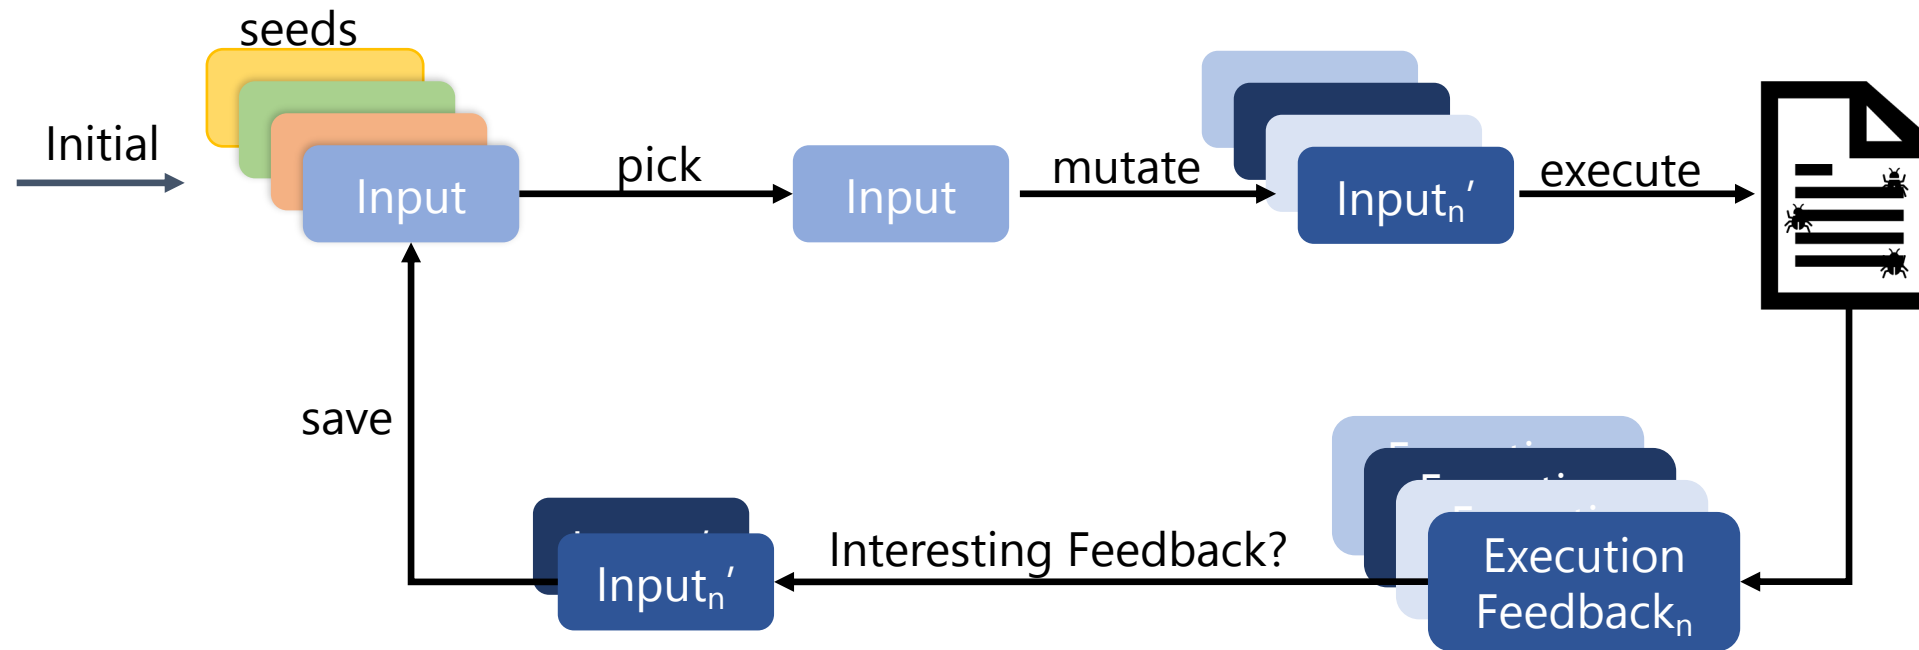 seeds
Initial
Input
pick
Input
mutate
Inputₙ′
execute
save
Inputₙ′
Interesting Feedback?
Execution
Feedbackₙ